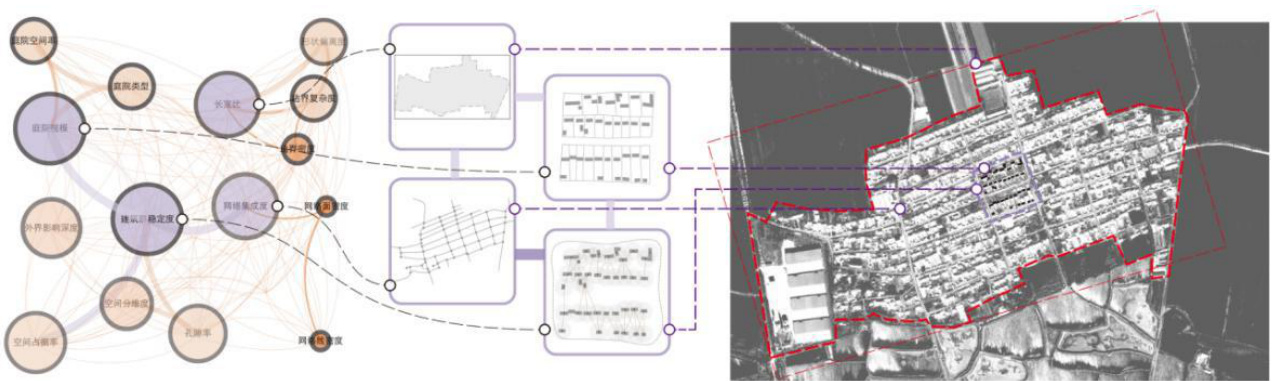 庭院空间率
形状偏离度
庭院类型
长宽比
边界复杂度
庭院规模
边界密度
建筑群稳定度
网络集成度
网络面密度
外界影响深度
空间分维度
空间占据率
孔隙率
网络线密度